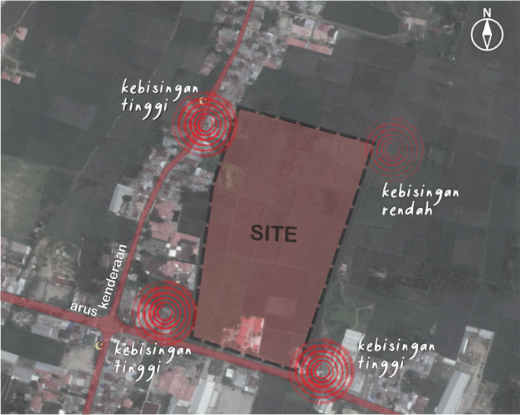 N
kebisingan
tinggi
kebisingan
rendah
SITE
arus kenderaan
kebisingan
tinggi
kebisingan
tinggi